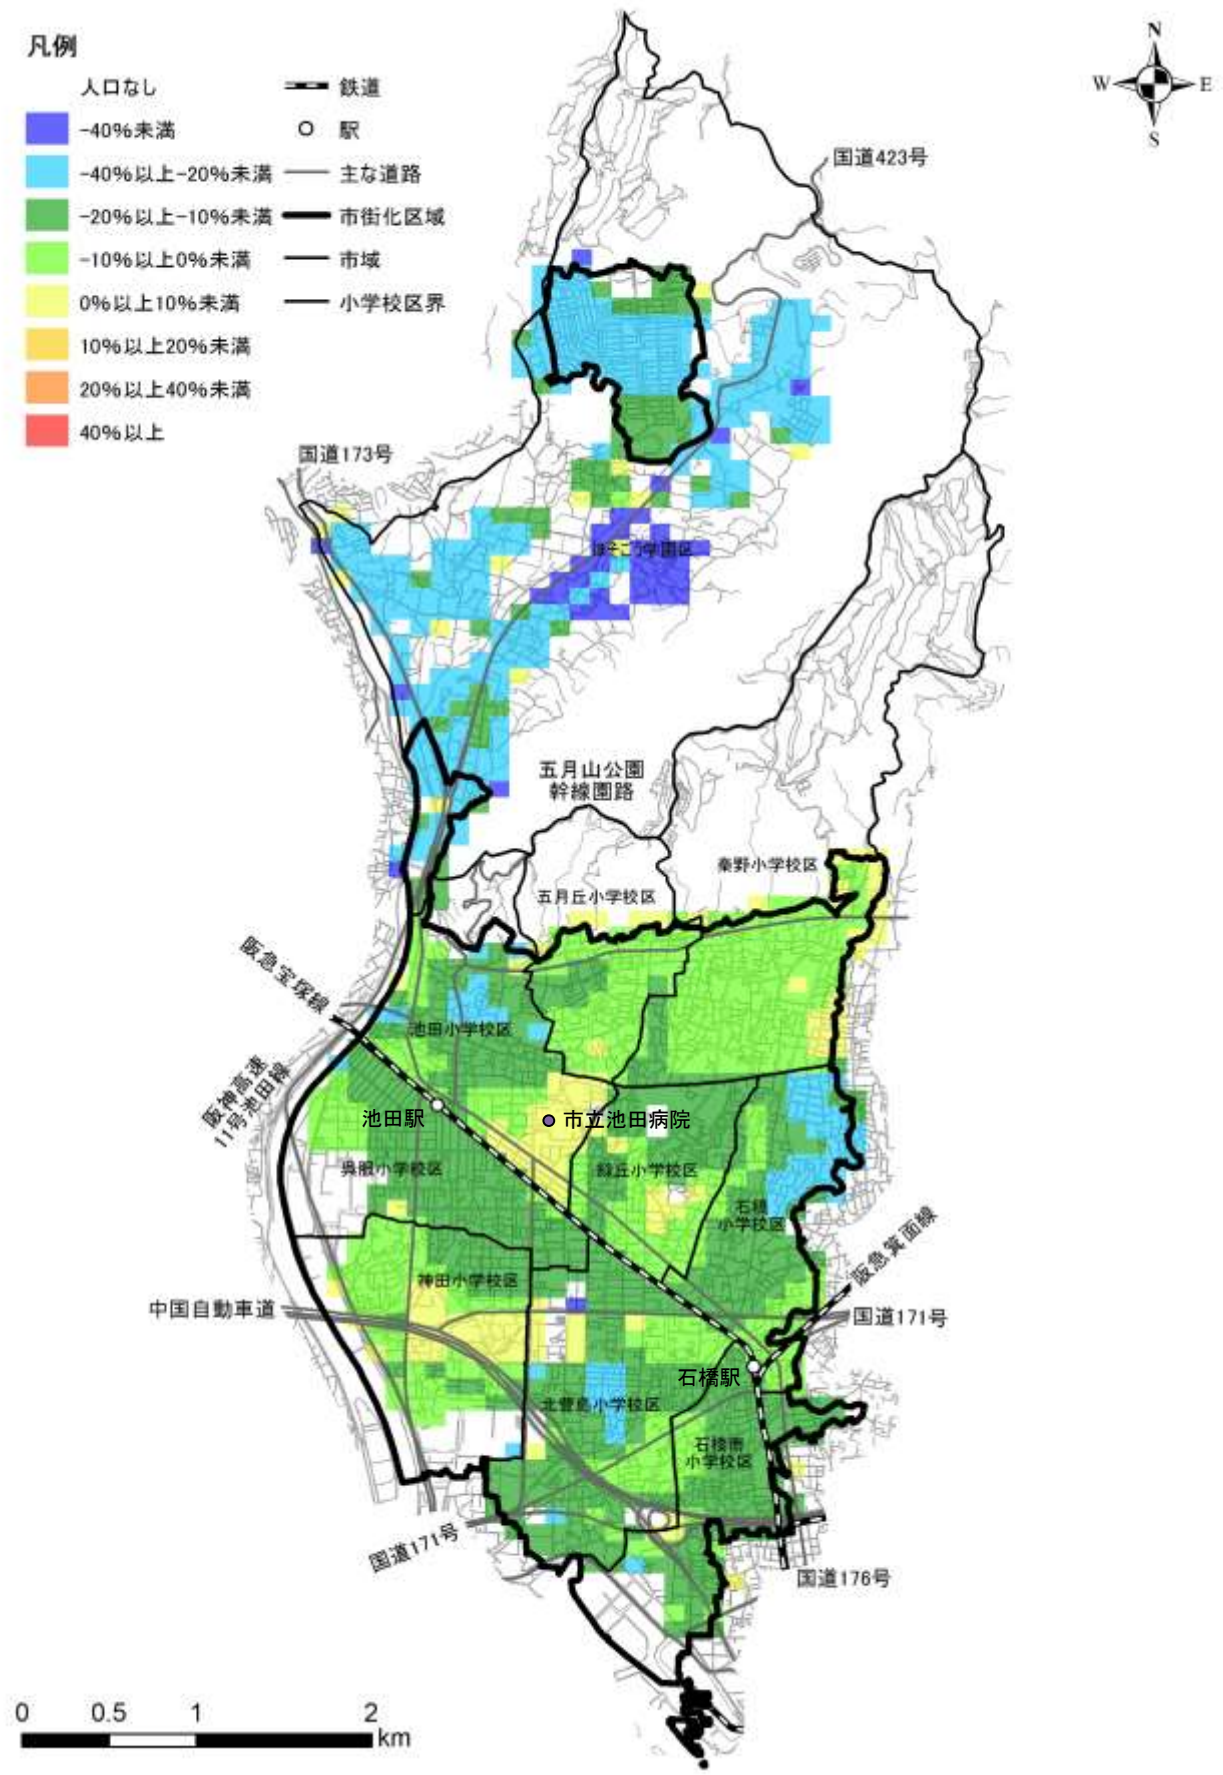 凡例
人口なし
-40%未満
-40%以上-20%未満
-20%以上-10%未満
-10%以上0%未満
0%以上10%未満
10%以上20%未満
20%以上40%未満
40%以上
鉄道
駅
主な道路
市街化区域
市域
小学校区界
N
W
E
S
国道423号
国道173号
ほそごう学園区
五月山公園
幹線園路
秦野小学校区
五月丘小学校区
阪急宝塚線
池田小学校区
阪神高速
11号池田線
池田駅
市立池田病院
呉服小学校区
緑丘小学校区
石橋
小学校区
阪急箕面線
神田小学校区
中国自動車道
国道171号
石橋駅
北豊島小学校区
石橋南
小学校区
国道171号
国道176号
0
0.5
1
2
km